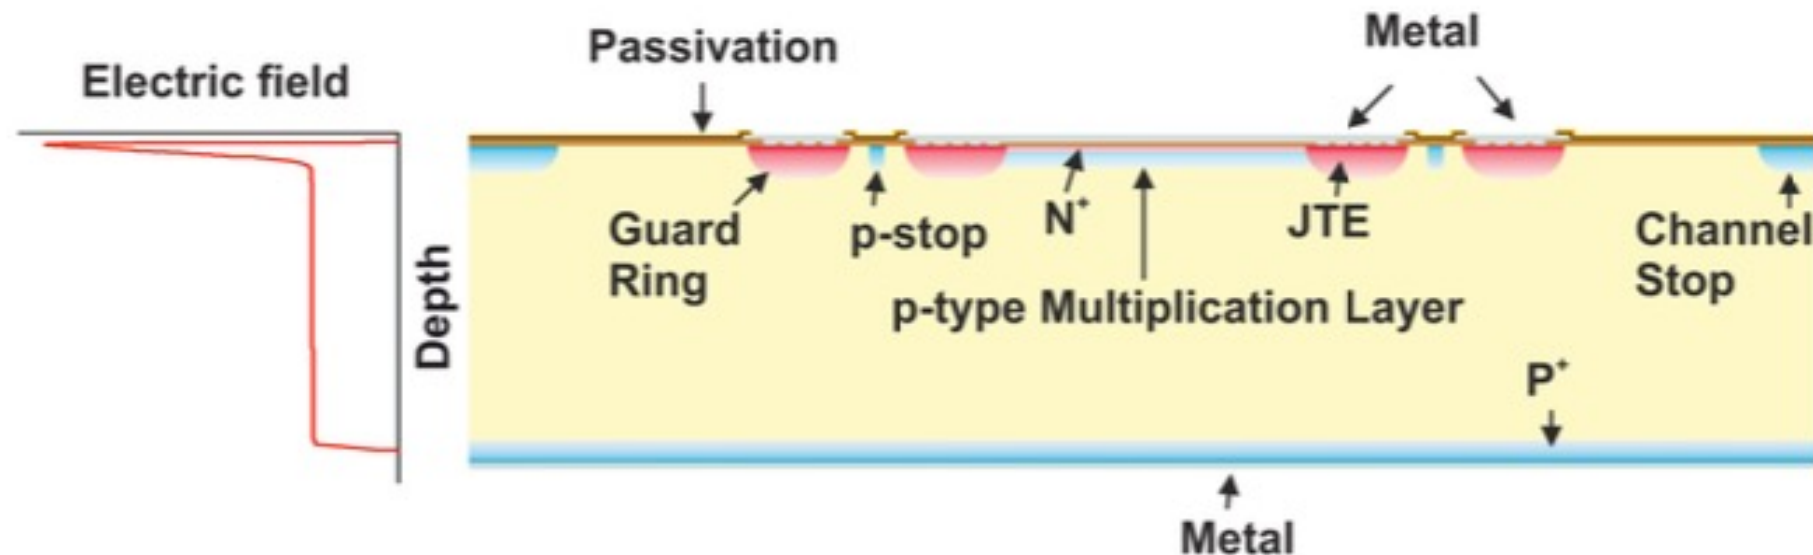 Electric field
Depth
Passivation
Metal
Guard
Ring
p-stop
N⁺
JTE
Channel
Stop
p-type Multiplication Layer
P⁺
Metal